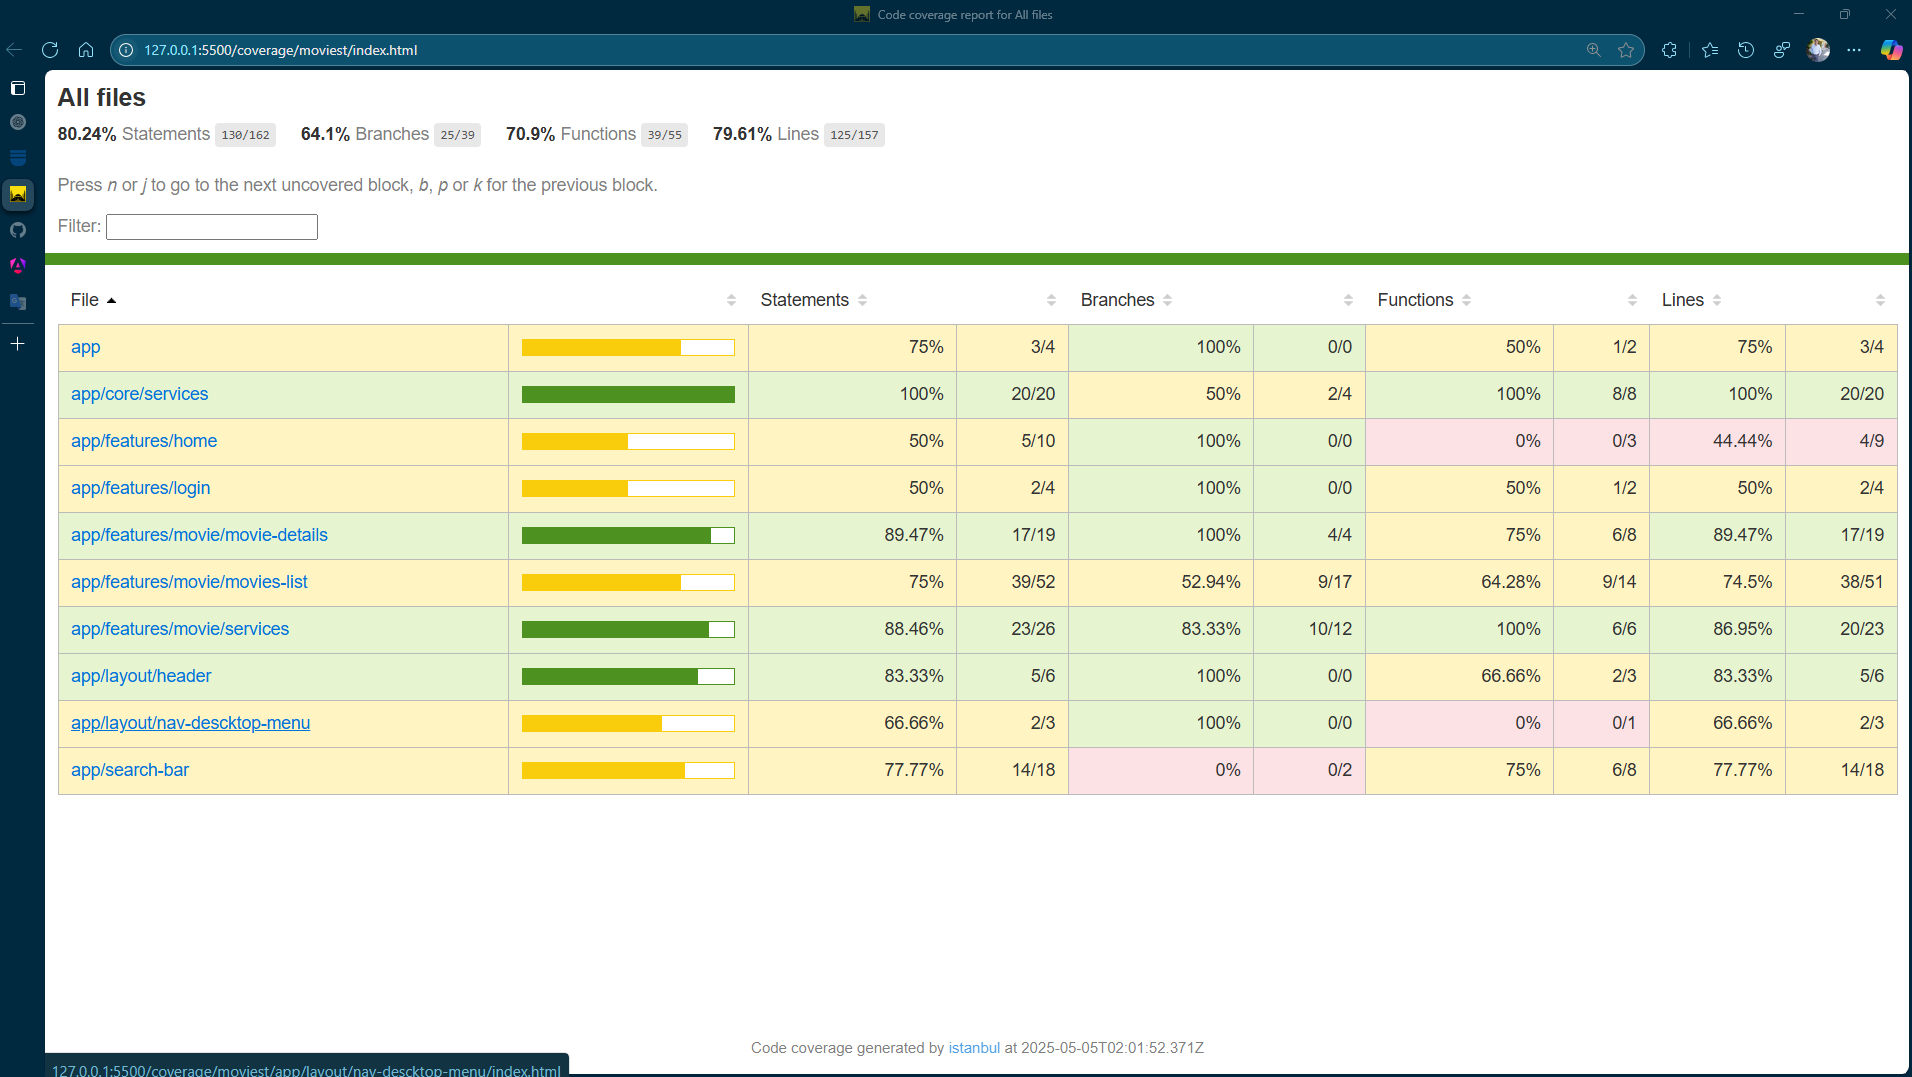 Code coverage report for All files
127.0.0.1:5500/coverage/moviest/index.html
All files
80.24% Statements 130/162 64.1% Branches 25/39 70.9% Functions 39/55 79.61% Lines 125/157
Press n or j to go to the next uncovered block, b, p or k for the previous block.
Filter:
File Statements Branches Functions Lines
app 75% 3/4 100% 0/0 50% 1/2 75% 3/4
app/core/services 100% 20/20 50% 2/4 100% 8/8 100% 20/20
app/features/home 50% 5/10 100% 0/0 0% 0/3 44.44% 4/9
app/features/login 50% 2/4 100% 0/0 50% 1/2 50% 2/4
app/features/movie/movie-details 89.47% 17/19 100% 4/4 75% 6/8 89.47% 17/19
app/features/movie/movies-list 75% 39/52 52.94% 9/17 64.28% 9/14 74.5% 38/51
app/features/movie/services 88.46% 23/26 83.33% 10/12 100% 6/6 86.95% 20/23
app/layout/header 83.33% 5/6 100% 0/0 66.66% 2/3 83.33% 5/6
app/layout/nav-descktop-menu 66.66% 2/3 100% 0/0 0% 0/1 66.66% 2/3
app/search-bar 77.77% 14/18 0% 0/2 75% 6/8 77.77% 14/18
Code coverage generated by istanbul at 2025-05-05T02:01:52.371Z
127.0.0.1:5500/coverage/moviest/app/layout/nav-descktop-menu/index.html